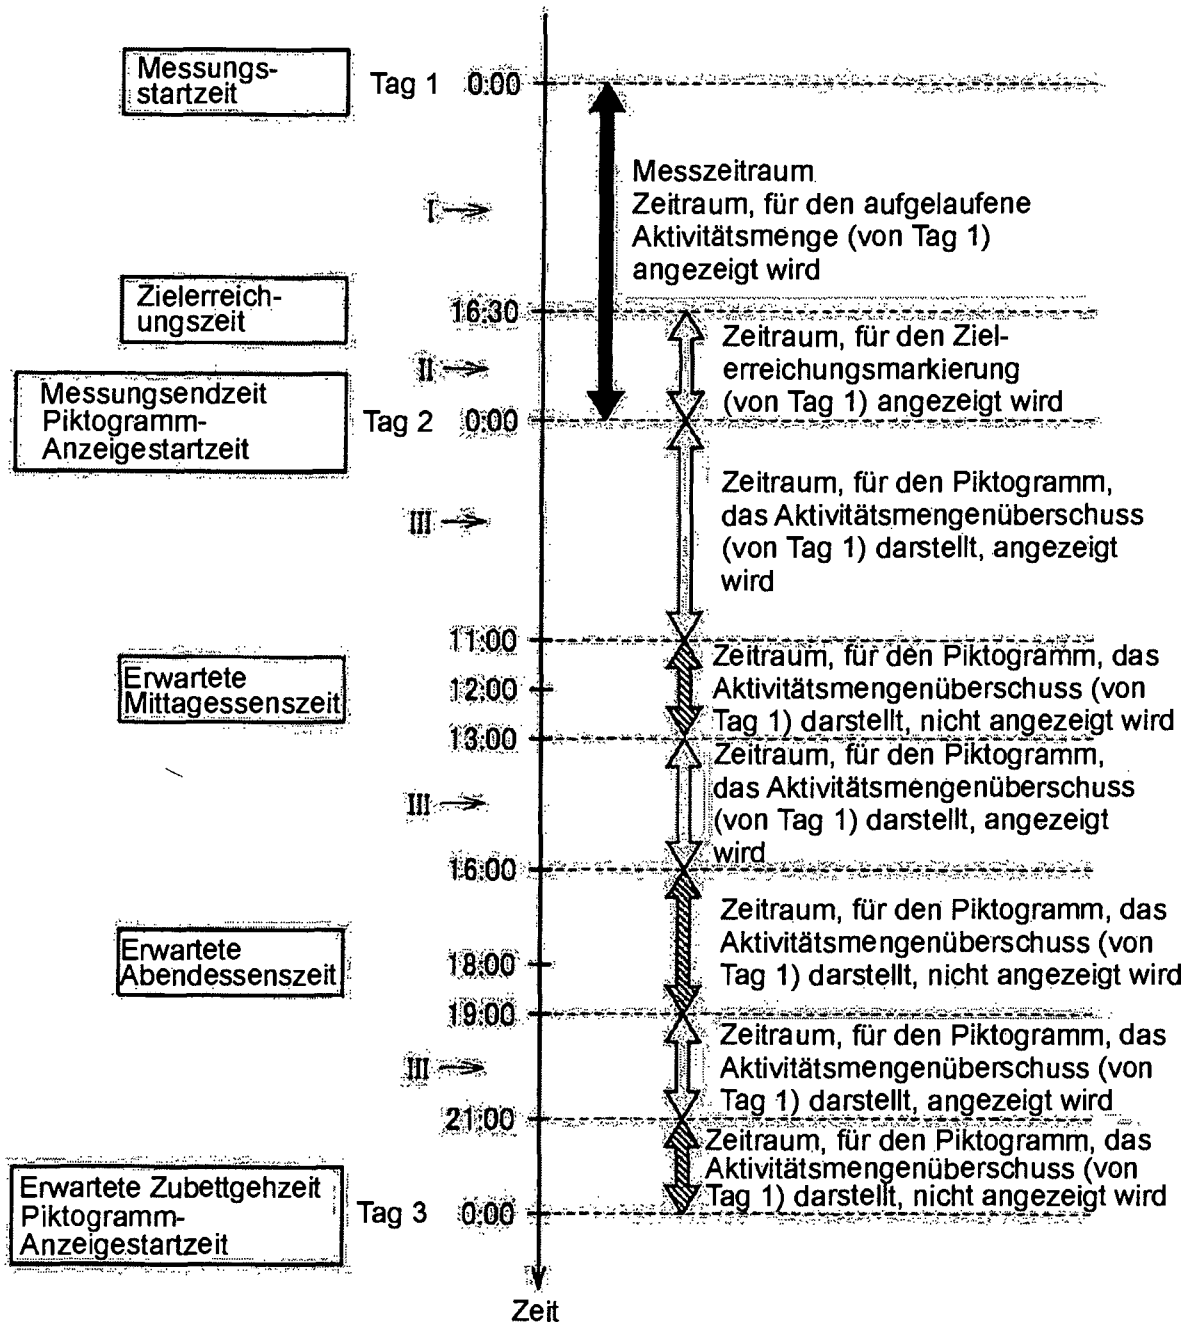 Messungs-
startzeit
Tag 1 0:00
Messzeitraum
Zeitraum, für den aufgelaufene
Aktivitätsmenge (von Tag 1)
angezeigt wird
I
Zielerreich-
ungszeit
16:30
Zeitraum, für den Ziel-
erreichungsmarkierung
(von Tag 1) angezeigt wird
II
Messungsendzeit
Piktogramm-
Anzeigestartzeit
Tag 2 0:00
Zeitraum, für den Piktogramm,
das Aktivitätsmengenüberschuss
(von Tag 1) darstellt, angezeigt
wird
III
11:00
Erwartete
Mittagessenszeit
12:00
Zeitraum, für den Piktogramm, das
Aktivitätsmengenüberschuss (von
Tag 1) darstellt, nicht angezeigt wird
13:00
Zeitraum, für den Piktogramm,
das Aktivitätsmengenüberschuss
(von Tag 1) darstellt, angezeigt
wird
III
16:00
Zeitraum, für den Piktogramm, das
Aktivitätsmengenüberschuss (von
Tag 1) darstellt, nicht angezeigt wird
Erwartete
Abendessenszeit
18:00
19:00
Zeitraum, für den Piktogramm, das
Aktivitätsmengenüberschuss (von
Tag 1) darstellt, angezeigt wird
III
21:00
Zeitraum, für den Piktogramm, das
Aktivitätsmengenüberschuss (von
Tag 1) darstellt, nicht angezeigt wird
Erwartete Zubettgehzeit
Piktogramm-
Anzeigestartzeit
Tag 3 0:00
Zeit